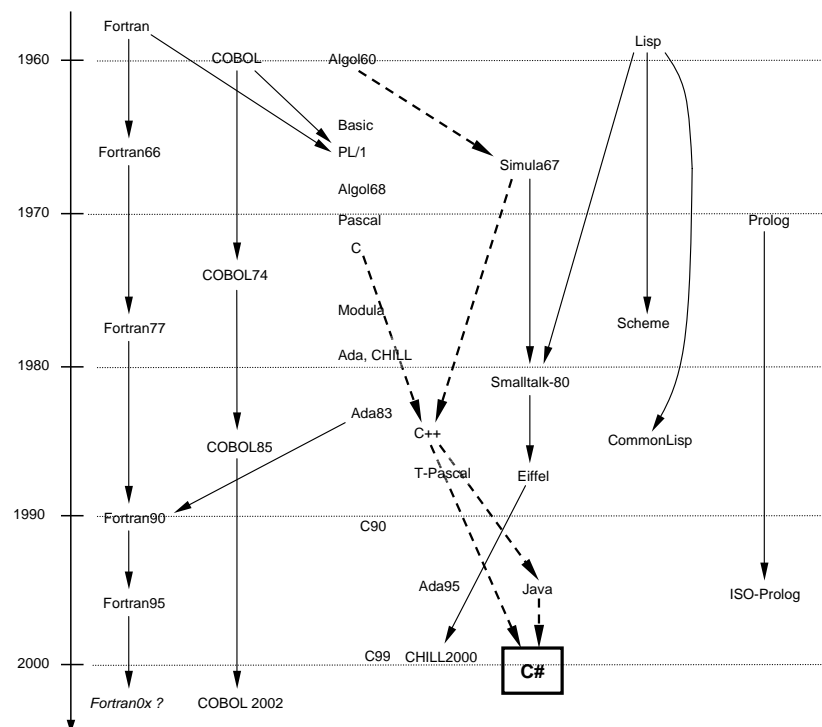 Fortran
Lisp
1960
COBOL
Algol60
Basic
Fortran66
PL/1
Simula67
Algol68
1970
Pascal
Prolog
C
COBOL74
Modula
Fortran77
Scheme
Ada, CHILL
1980
Smalltalk-80
Ada83
C++
COBOL85
CommonLisp
T-Pascal
Eiffel
1990
Fortran90
C90
Ada95
Java
ISO-Prolog
Fortran95
C99
CHILL2000
2000
C#
Fortran0x ?
COBOL 2002